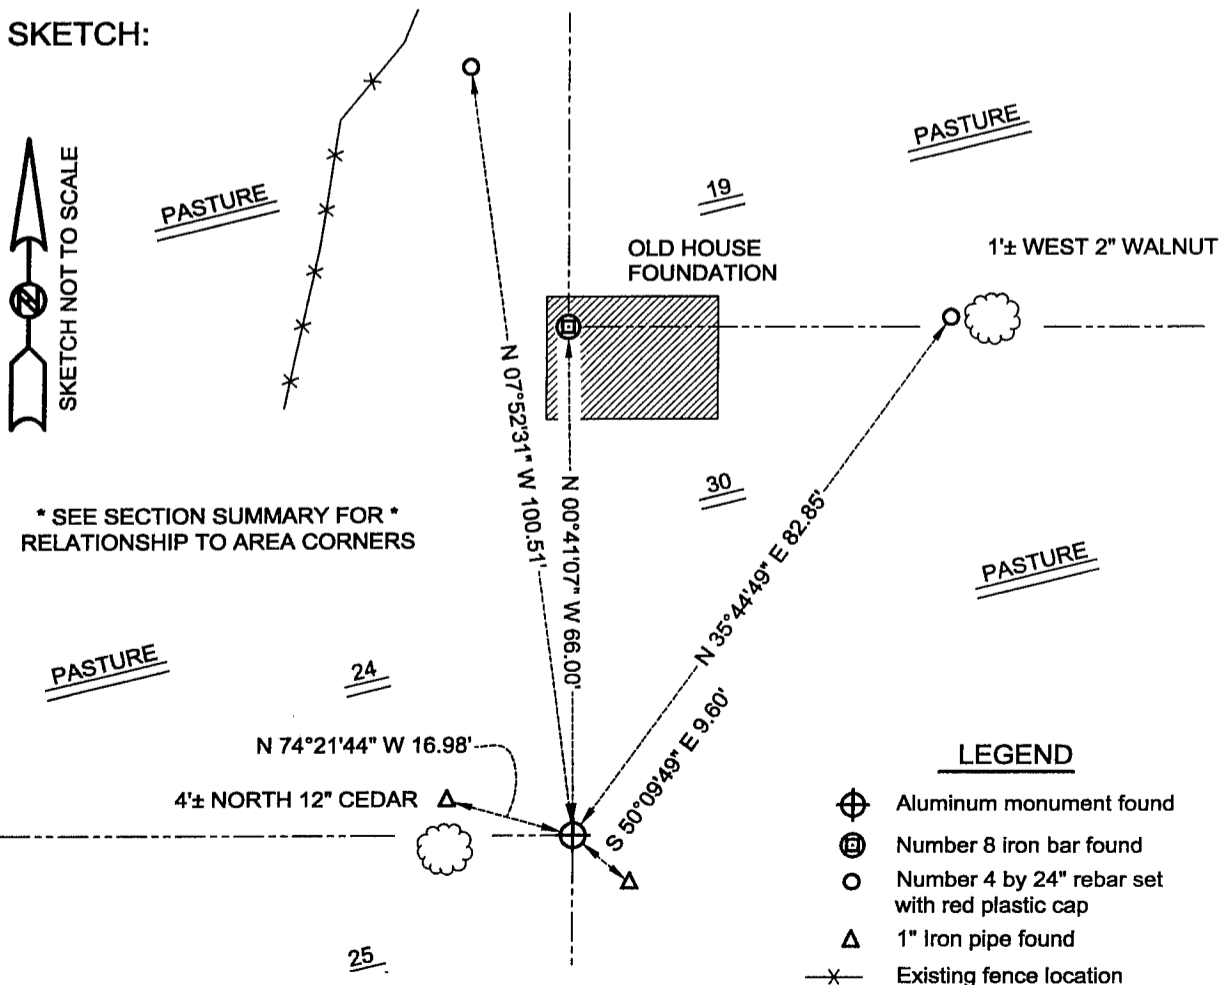 SKETCH:
PASTURE
PASTURE
SKETCH NOT TO SCALE
N
19
OLD HOUSE
FOUNDATION
1'± WEST 2" WALNUT
N 07°52'31" W 100.51'
N 00°41'07" W 66.00'
N 35°44'49" E 82.85'
30
* SEE SECTION SUMMARY FOR *
RELATIONSHIP TO AREA CORNERS
PASTURE
PASTURE
24
N 74°21'44" W 16.98'
S 50°09'49" E 9.60'
4'± NORTH 12" CEDAR
25
LEGEND
Aluminum monument found
Number 8 iron bar found
Number 4 by 24" rebar set
with red plastic cap
1" Iron pipe found
Existing fence location